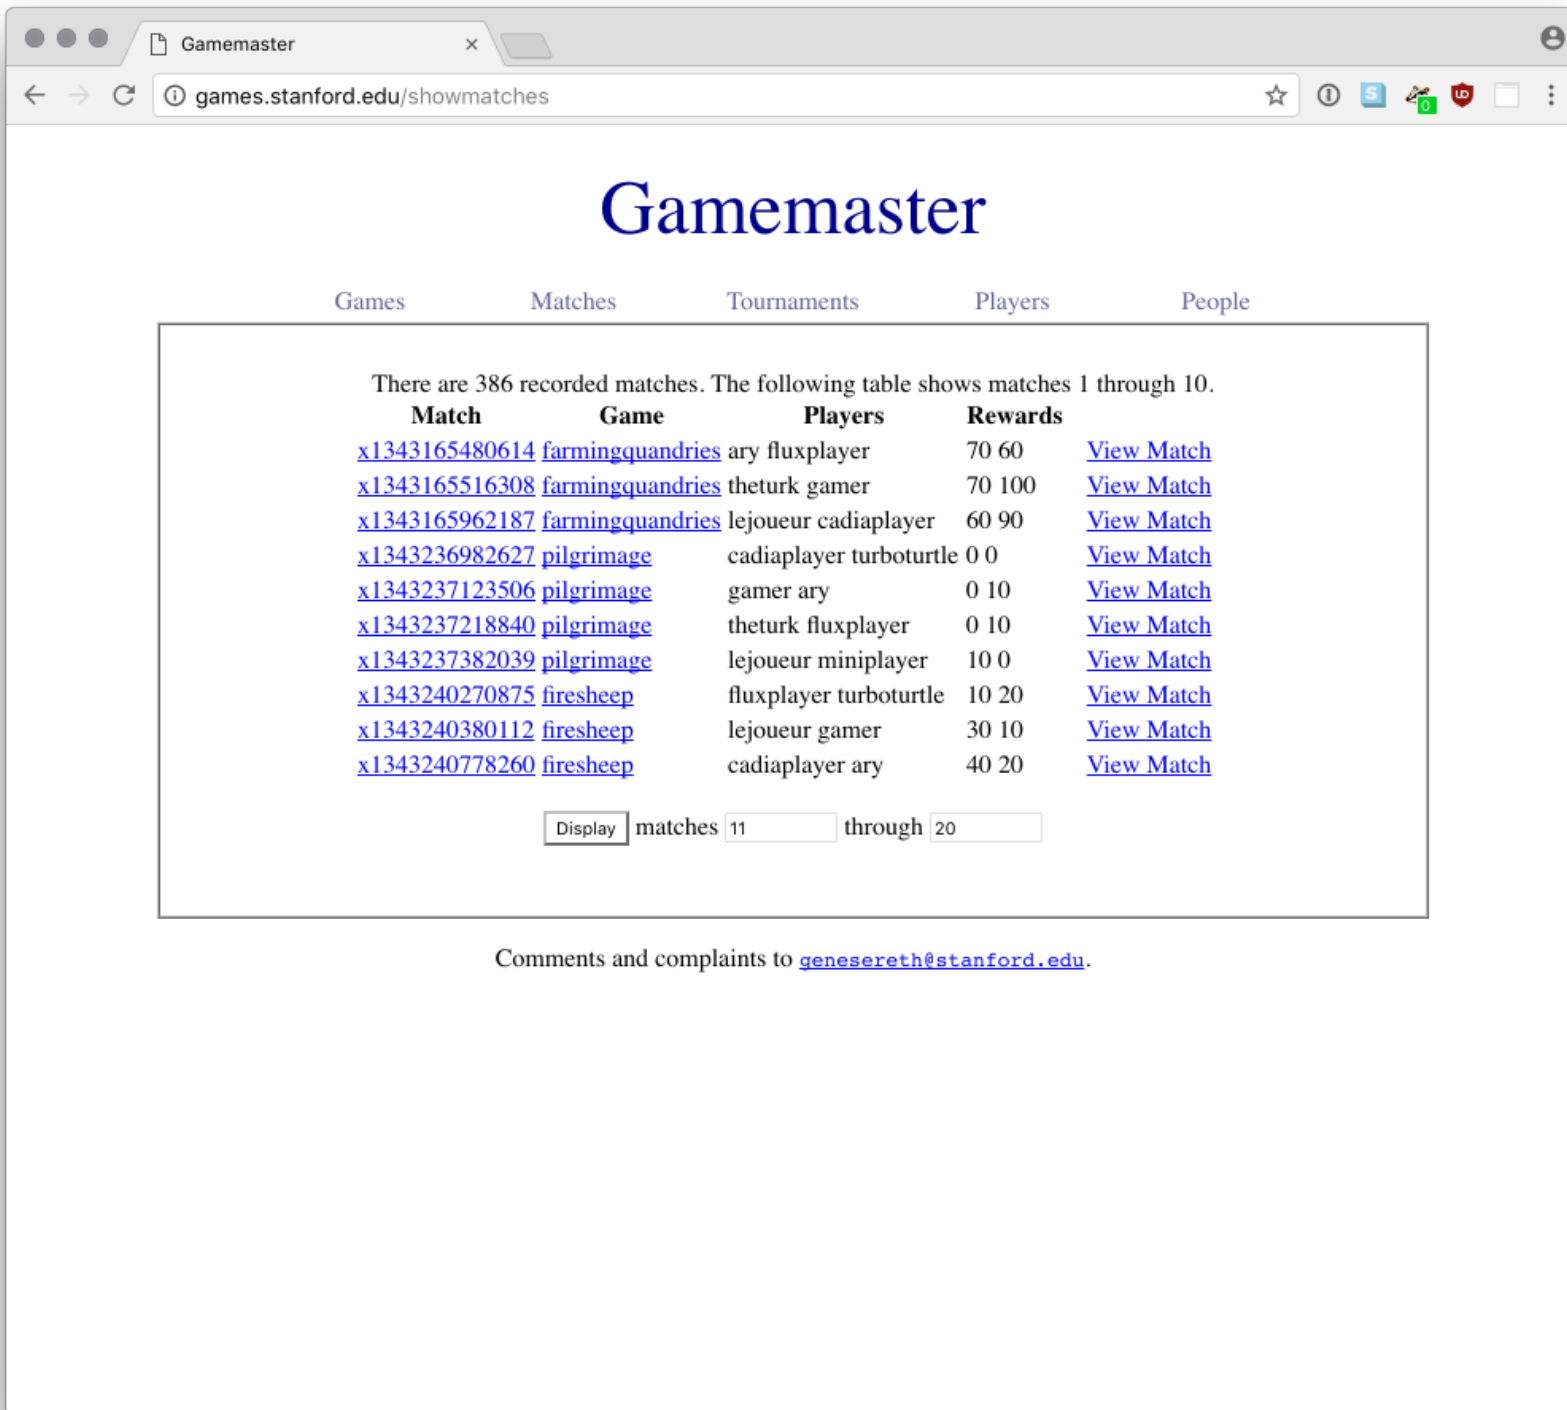 Gamemaster
games.stanford.edu/showmatches
S
0
Gamemaster
Games Matches Tournaments Players People
There are 386 recorded matches. The following table shows matches 1 through 10.
Match Game Players Rewards
x1343165480614 farmingquandries ary fluxplayer 70 60 View Match
x1343165516308 farmingquandries theturk gamer 70 100 View Match
x1343165962187 farmingquandries lejoueur cadiaplayer 60 90 View Match
x1343236982627 pilgrimage cadiaplayer turboturtle 0 0 View Match
x1343237123506 pilgrimage gamer ary 0 10 View Match
x1343237218840 pilgrimage theturk fluxplayer 0 10 View Match
x1343237382039 pilgrimage lejoueur miniplayer 10 0 View Match
x1343240270875 firesheep fluxplayer turboturtle 10 20 View Match
x1343240380112 firesheep lejoueur gamer 30 10 View Match
x1343240778260 firesheep cadiaplayer ary 40 20 View Match
Display matches 11 through 20
Comments and complaints to genesereth@stanford.edu.